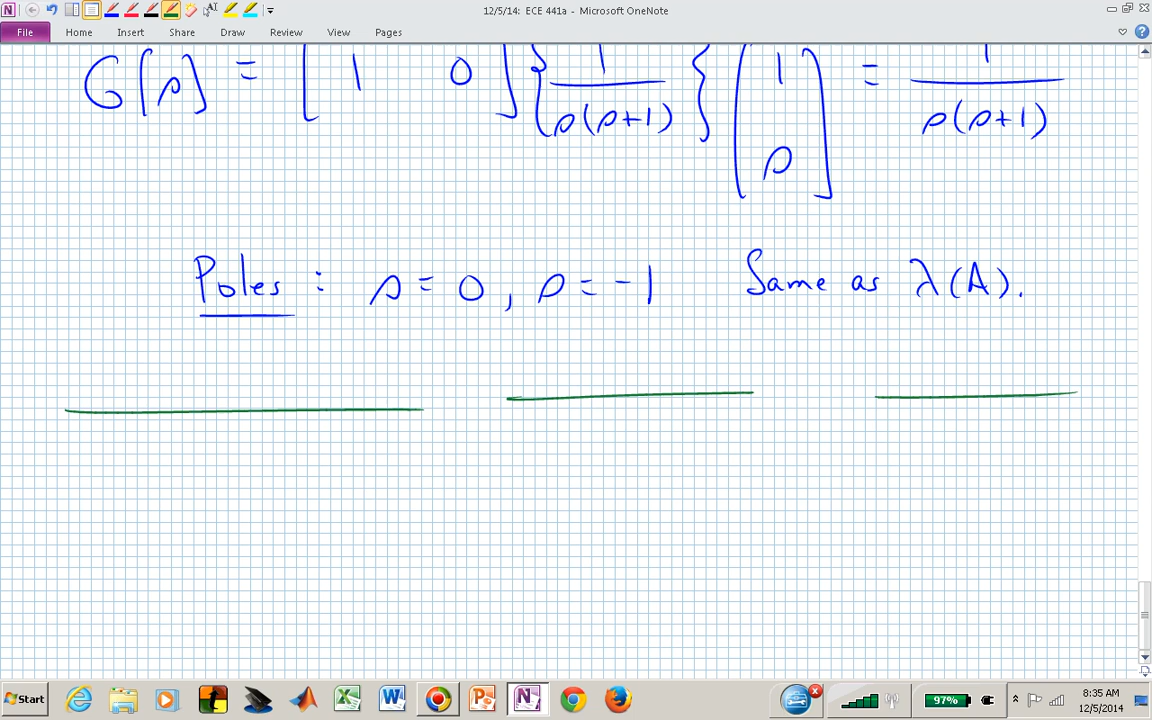 12/5/14: ECE 441a - Microsoft OneNote
File Home Insert Share Draw Review View Pages
G(s) = [ 1 0 ] { 1 / s(s+1) } [ 1 s ] = 1 / s(s+1)
Poles : s = 0, s = -1 Same as λ(A).
Start 97% 8:35 AM
12/5/2014